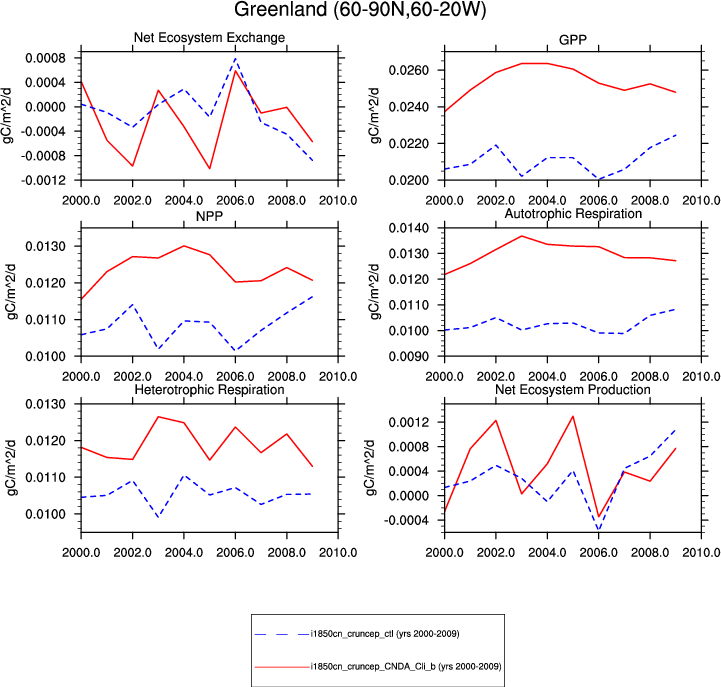 Greenland (60-90N,60-20W)
Net Ecosystem Exchange
GPP
gC/m^2/d
0.0008
0.0004
0.0000
-0.0004
-0.0008
-0.0012
2000.0 2002.0 2004.0 2006.0 2008.0 2010.0
gC/m^2/d
0.0260
0.0240
0.0220
0.0200
2000.0 2002.0 2004.0 2006.0 2008.0 2010.0
NPP
Autotrophic Respiration
gC/m^2/d
0.0130
0.0120
0.0110
0.0100
2000.0 2002.0 2004.0 2006.0 2008.0 2010.0
gC/m^2/d
0.0140
0.0130
0.0120
0.0110
0.0100
0.0090
2000.0 2002.0 2004.0 2006.0 2008.0 2010.0
Heterotrophic Respiration
Net Ecosystem Production
gC/m^2/d
0.0130
0.0120
0.0110
0.0100
2000.0 2002.0 2004.0 2006.0 2008.0 2010.0
gC/m^2/d
0.0012
0.0008
0.0004
0.0000
-0.0004
2000.0 2002.0 2004.0 2006.0 2008.0 2010.0
i1850cn_cruncep_ctl (yrs 2000-2009)
i1850cn_cruncep_CNDA_Cli_b (yrs 2000-2009)